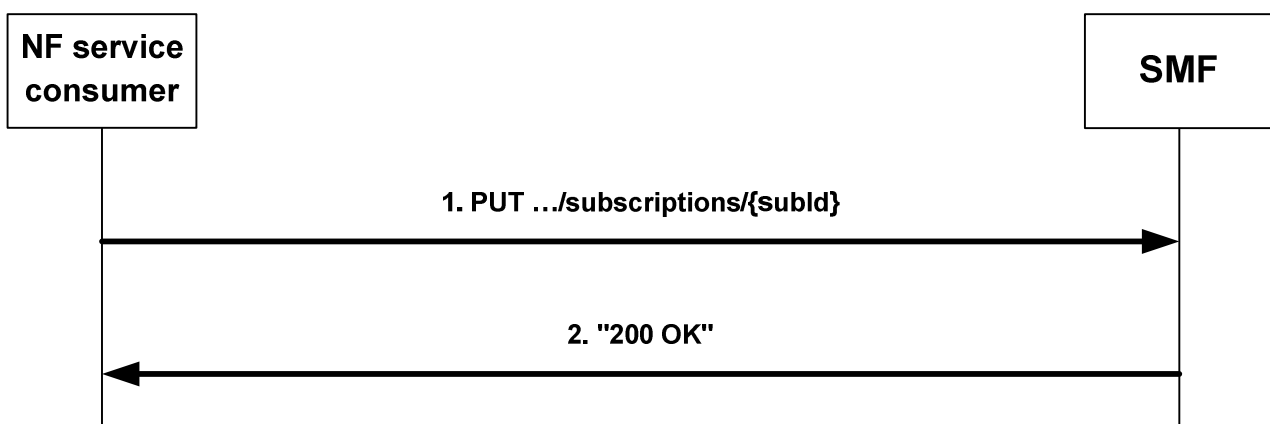 NF service
consumer
SMF
1. PUT …/subscriptions/{subId}
2. "200 OK"